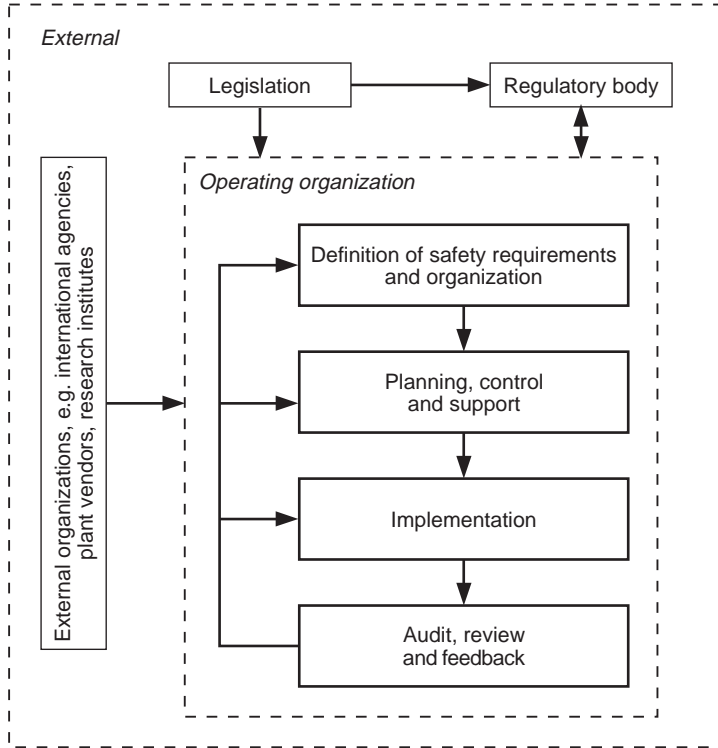 External
Legislation
Regulatory body
External organizations, e.g. international agencies,
plant vendors, research institutes
Operating organization
Definition of safety requirements
and organization
Planning, control
and support
Implementation
Audit, review
and feedback